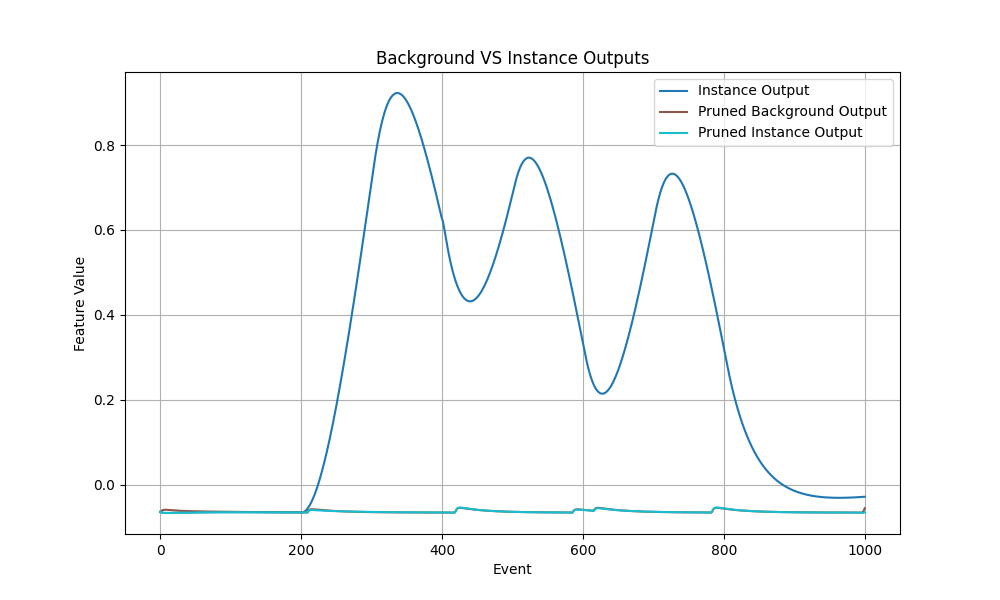 Background VS Instance Outputs
Instance Output
Pruned Background Output
Pruned Instance Output
Feature Value
0.8
0.6
0.4
0.2
0.0
0 200 400 600 800 1000
Event